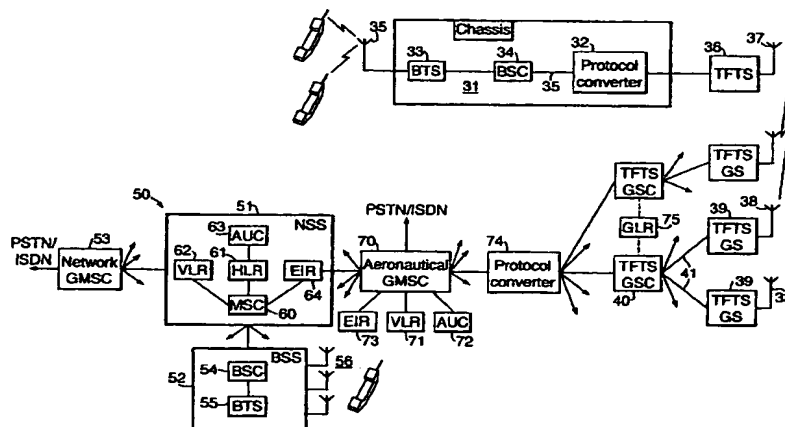 35
Chassis
33
BTS
34
BSC
32
Protocol
converter
31
35
36
TFTS
37
50
51
NSS
PSTN/
ISDN
53
Network
GMSC
63
AUC
62
VLR
61
HLR
EIR
64
MSC
60
PSTN/ISDN
70
Aeronautical
GMSC
EIR
73
VLR
71
AUC
72
74
Protocol
converter
TFTS
GSC
GLR
75
TFTS
GSC
40
TFTS
GS
39
38
TFTS
GS
41
39
TFTS
GS
BSS
52
54
BSC
55
BTS
56